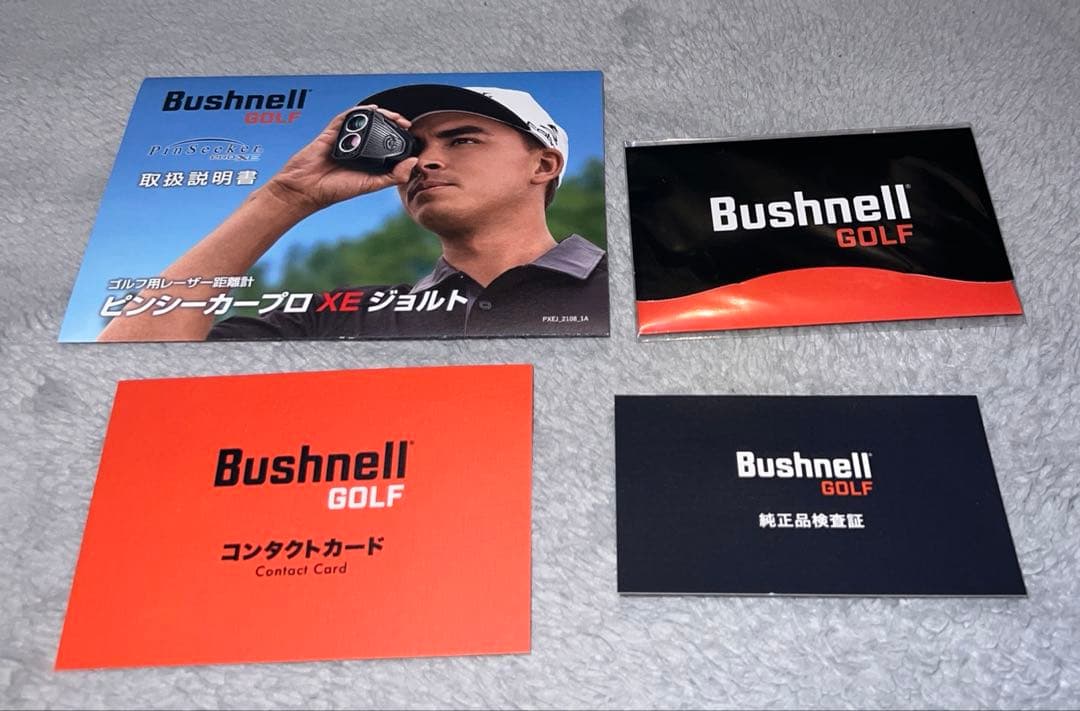 Bushnell
GOLF
PinSeeker
PRO XE
取扱説明書
ゴルフ用レーザー距離計
ピンシーカープロ XE ジョルト
PXEJ_2108_1A
Bushnell
GOLF
Bushnell
GOLF
コンタクトカード
Contact Card
Bushnell
GOLF
純正品検査証